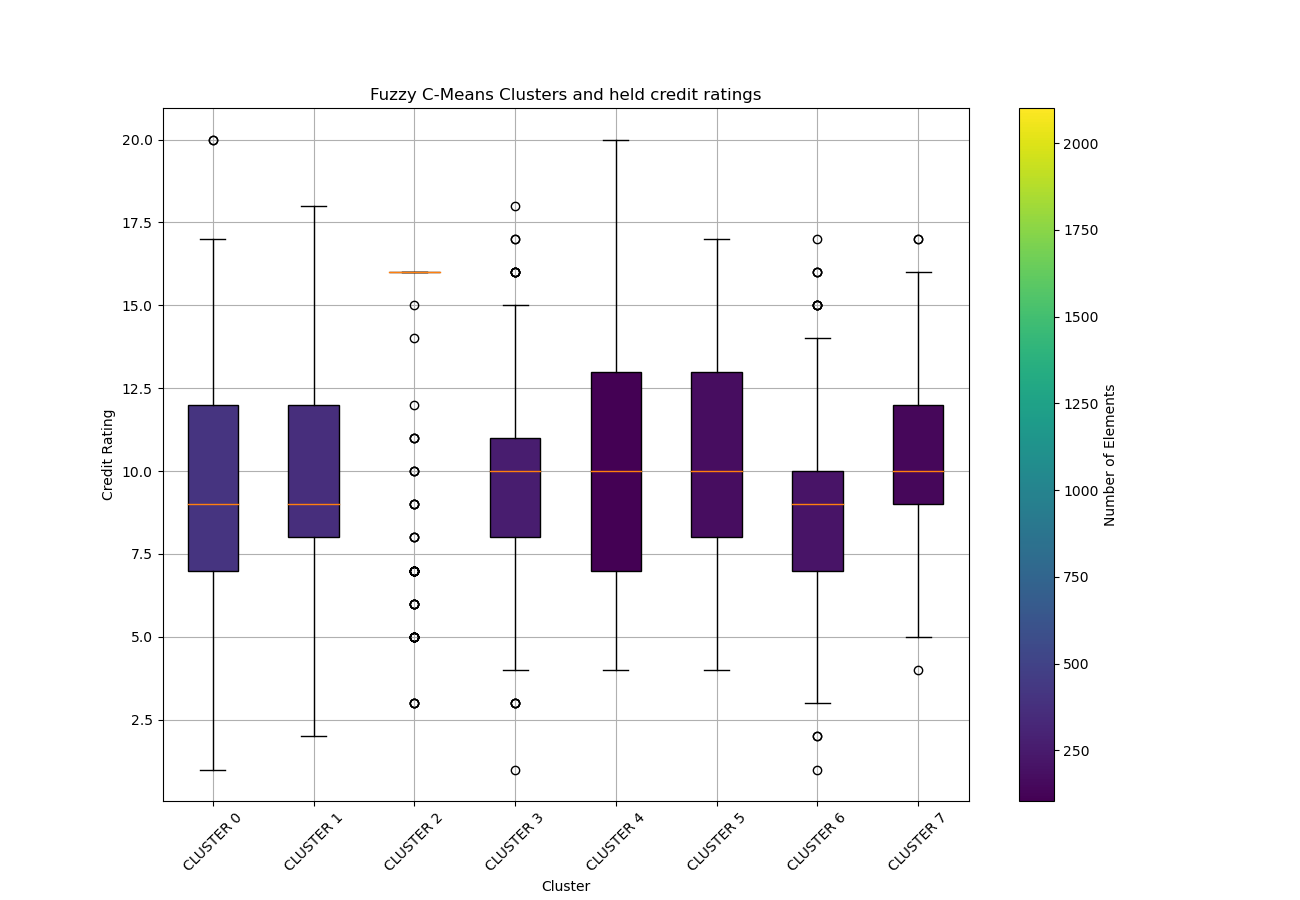 Fuzzy C-Means Clusters and held credit ratings
20.0
17.5
15.0
12.5
10.0
7.5
5.0
2.5
Credit Rating
CLUSTER 0
CLUSTER 1
CLUSTER 2
CLUSTER 3
CLUSTER 4
CLUSTER 5
CLUSTER 6
CLUSTER 7
Cluster
2000
1750
1500
1250
1000
750
500
250
Number of Elements